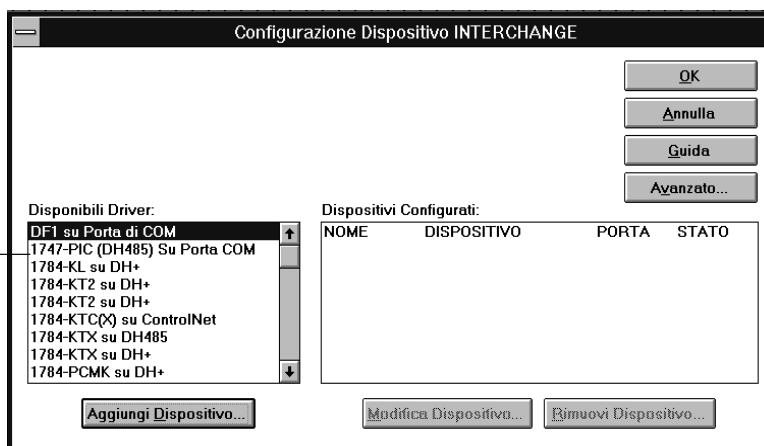 Configurazione Dispositivo INTERCHANGE
OK
Annulla
Guida
Avanzato...
Disponibili Driver:
DF1 su Porta di COM
1747-PIC (DH485) Su Porta COM
1784-KL su DH+
1784-KT2 su DH+
1784-KT2 su DH+
1784-KTC(X) su ControlNet
1784-KTX su DH485
1784-KTX su DH+
1784-PCMK su DH+
Dispositivi Configurati:
NOME DISPOSITIVO PORTA STATO
Aggiungi Dispositivo...
Modifica Dispositivo...
Rimuovi Dispositivo...